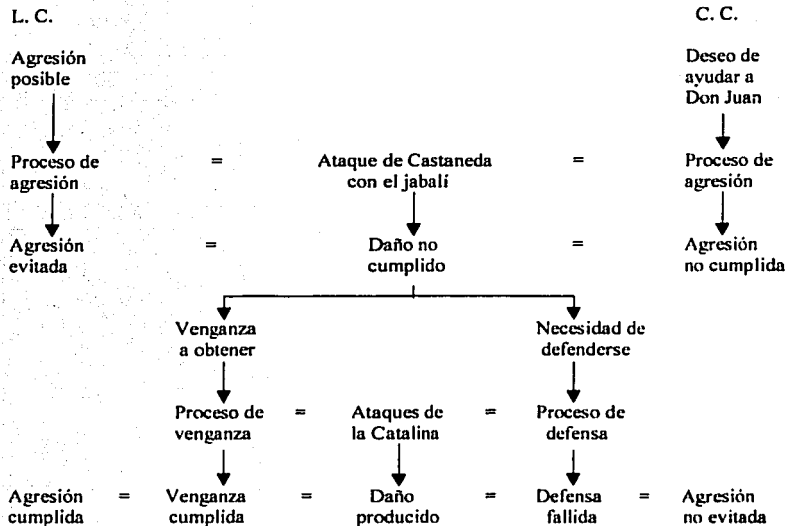 L. C.
C. C.
Agresión
posible
Deseo de
ayudar a
Don Juan
Proceso de
agresión
=
Ataque de Castaneda
con el jabalí
=
Proceso de
agresión
Agresión
evitada
=
Daño no
cumplido
=
Agresión
no cumplida
Venganza
a obtener
Necesidad de
defenderse
Proceso de
venganza
=
Ataques de
la Catalina
=
Proceso de
defensa
Agresión
cumplida
=
Venganza
cumplida
=
Daño
producido
=
Defensa
fallida
=
Agresión
no evitada